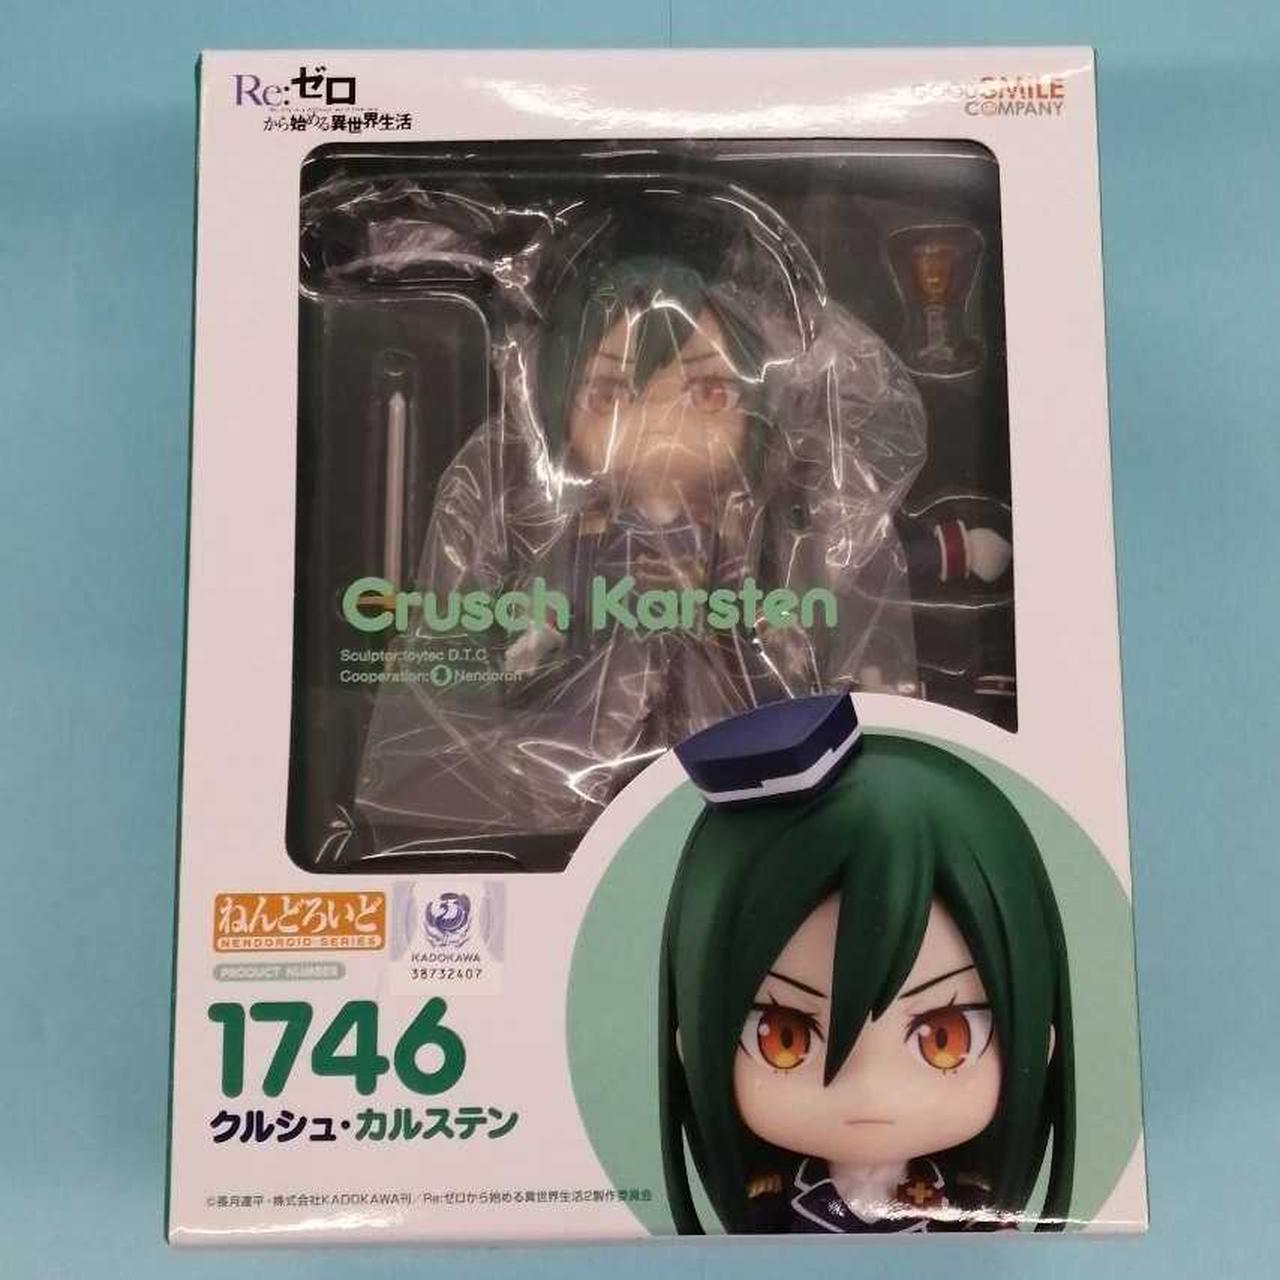 Re:ゼロ
から始める異世界生活
GOOD SMILE
COMPANY
Crusch Karsten
Sculptor:toytec D.T.C
Cooperation: Nendoron
ねんどろいど
NENDOROID SERIES
PRODUCT NUMBER
KADOKAWA
38732407
1746
クルシュ・カルステン
©長月達平・株式会社KADOKAWA刊／Re:ゼロから始める異世界生活2製作委員会